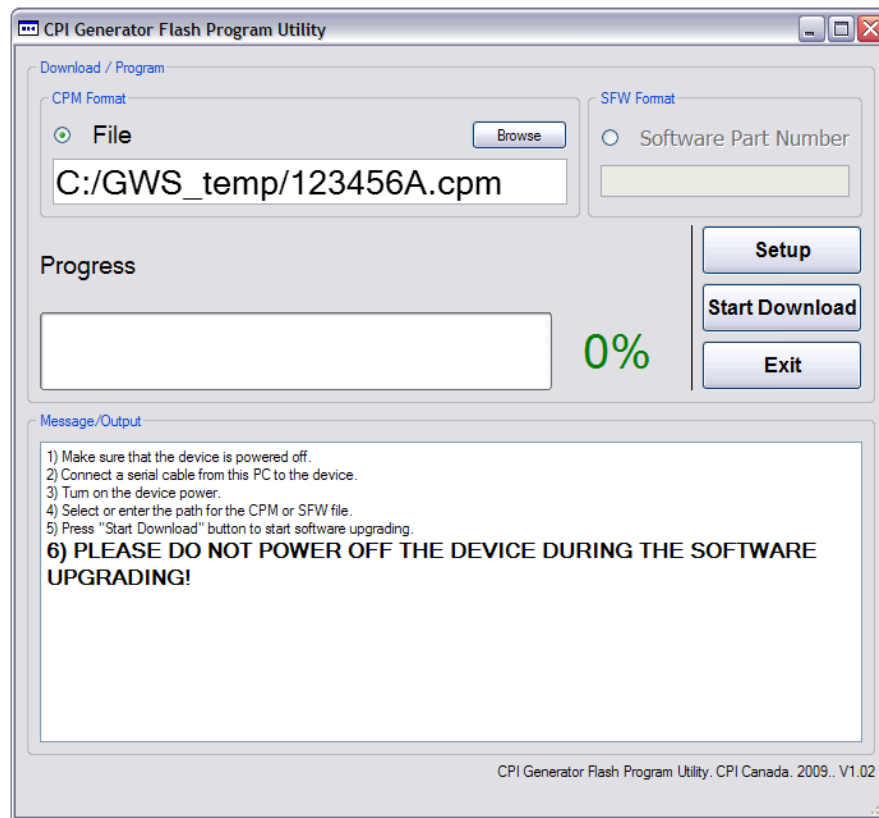 CPI Generator Flash Program Utility
Download / Program
CPM Format
File
Browse
C:/GWS_temp/123456A.cpm
SFW Format
Software Part Number
Progress
0%
Setup
Start Download
Exit
Message/Output
1) Make sure that the device is powered off.
2) Connect a serial cable from this PC to the device.
3) Turn on the device power.
4) Select or enter the path for the CPM or SFW file.
5) Press "Start Download" button to start software upgrading.
6) PLEASE DO NOT POWER OFF THE DEVICE DURING THE SOFTWARE
UPGRADING!
CPI Generator Flash Program Utility. CPI Canada. 2009.. V1.02